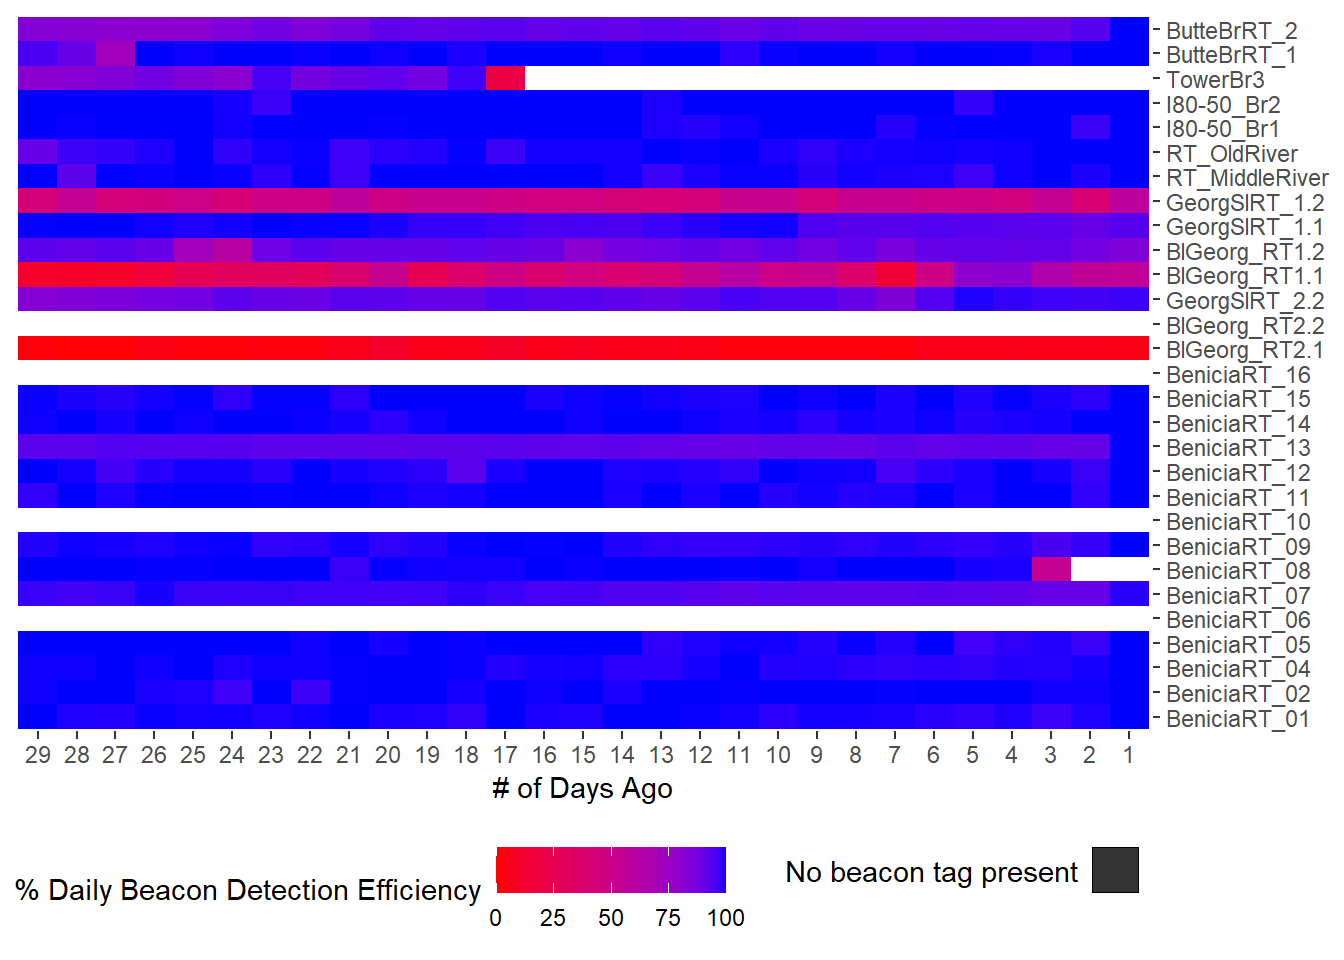 ButteBrRT_2
ButteBrRT_1
TowerBr3
I80-50_Br2
I80-50_Br1
RT_OldRiver
RT_MiddleRiver
GeorgSlRT_1.2
GeorgSlRT_1.1
BlGeorg_RT1.2
BlGeorg_RT1.1
GeorgSlRT_2.2
BlGeorg_RT2.2
BlGeorg_RT2.1
BeniciaRT_16
BeniciaRT_15
BeniciaRT_14
BeniciaRT_13
BeniciaRT_12
BeniciaRT_11
BeniciaRT_10
BeniciaRT_09
BeniciaRT_08
BeniciaRT_07
BeniciaRT_06
BeniciaRT_05
BeniciaRT_04
BeniciaRT_02
BeniciaRT_01
29 28 27 26 25 24 23 22 21 20 19 18 17 16 15 14 13 12 11 10 9 8 7 6 5 4 3 2 1
# of Days Ago
% Daily Beacon Detection Efficiency
0 25 50 75 100
No beacon tag present